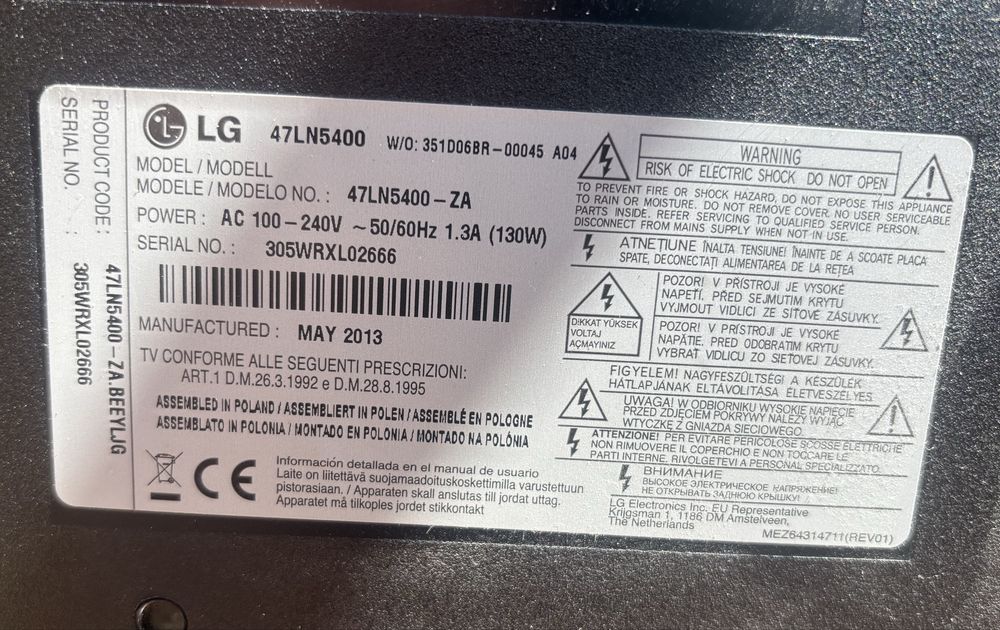 PRODUCT CODE : 47LN5400-ZA.BEEYLJG
SERIAL NO. : 305WRXL02666
LG 47LN5400 W/O: 351D06BR-00045 A04
MODEL / MODELL
MODELE / MODELO NO. : 47LN5400-ZA
POWER : AC 100-240V ~50/60Hz 1.3A (130W)
SERIAL NO. : 305WRXL02666
MANUFACTURED : MAY 2013
TV CONFORME ALLE SEGUENTI PRESCRIZIONI:
ART.1 D.M.26.3.1992 e D.M.28.8.1995
ASSEMBLED IN POLAND / ASSEMBLIERT IN POLEN / ASSEMBLÉ EN POLOGNE
ASSEMBLATO IN POLONIA / MONTADO EN POLONIA / MONTADO NA POLÓNIA
CE
Información detallada en el manual de usuario
Laite on liitettävä suojamaadoituskoskettimilla varustettuun
pistorasiaan. / Apparaten skall anslutas till jordat uttag.
Apparatet må tilkoples jordet stikkontakt
WARNING
RISK OF ELECTRIC SHOCK DO NOT OPEN
TO PREVENT FIRE OR SHOCK HAZARD, DO NOT EXPOSE THIS APPLIANCE
TO RAIN OR MOISTURE. DO NOT REMOVE COVER. NO USER SERVICEABLE
PARTS INSIDE. REFER SERVICING TO QUALIFIED SERVICE PERSON.
DISCONNECT FROM MAINS SUPPLY WHEN NOT IN USE.
ATNEȚIUNE ÎNALTA TENSIUNE! ÎNAINTE DE A SCOATE PLACA
SPATE, DECONECTAȚI ALIMENTAREA DE LA REȚEA
DİKKAT YÜKSEK
VOLTAJ
AÇMAYINIZ
POZOR! V PŘÍSTROJI JE VYSOKÉ
NAPETÍ. PŘED SEJMUTIM KRYTU
VYJMOUT VIDLICI ZE SÍTOVÉ ZÁSUVKY.
POZOR! V PRÍSTROJI JE VYSOKÉ
NAPÄTIE. PRED ODOBRATIM KRYTU
VYBRAŤ VIDLICU ZO SIEŤOVEJ ZÁSUVKY.
FIGYELEM! NAGYFESZÜLTSÉG! A KÉSZÜLÉK
HÁTLAPJÁNAK ELTÁVOLÍTÁSA ÉLETVESZÉLYES.
UWAGA! W ODBIORNIKU WYSOKIE NAPIĘCIE
PRZED ZDJĘCIEM POKRYWY NALEŻY WYJĄĆ
WTYCZKĘ Z GNIAZDA SIECIOWEGO
ATTENZIONE! PER EVITARE PERICOLOSE SCOSSE ELETTRICHE
NON RIMUOVERE IL COPERCHIO E NON TOCCARE LE
PARTI INTERNE. RIVOLGETEVI A PERSONAL SPECIALIZZATO.
ВНИМАНИЕ
ВЫСОКОЕ ЭЛЕКТРИЧЕСКОЕ НАПРЯЖЕНИЕ!
НЕ ОТКРЫВАТЬ ЗАДНЮЮ КРЫШКУ!
LG Electronics Inc. EU Representative
Krijgsman 1, 1186 DM Amstelveen,
The Netherlands
MEZ64314711(REV01)